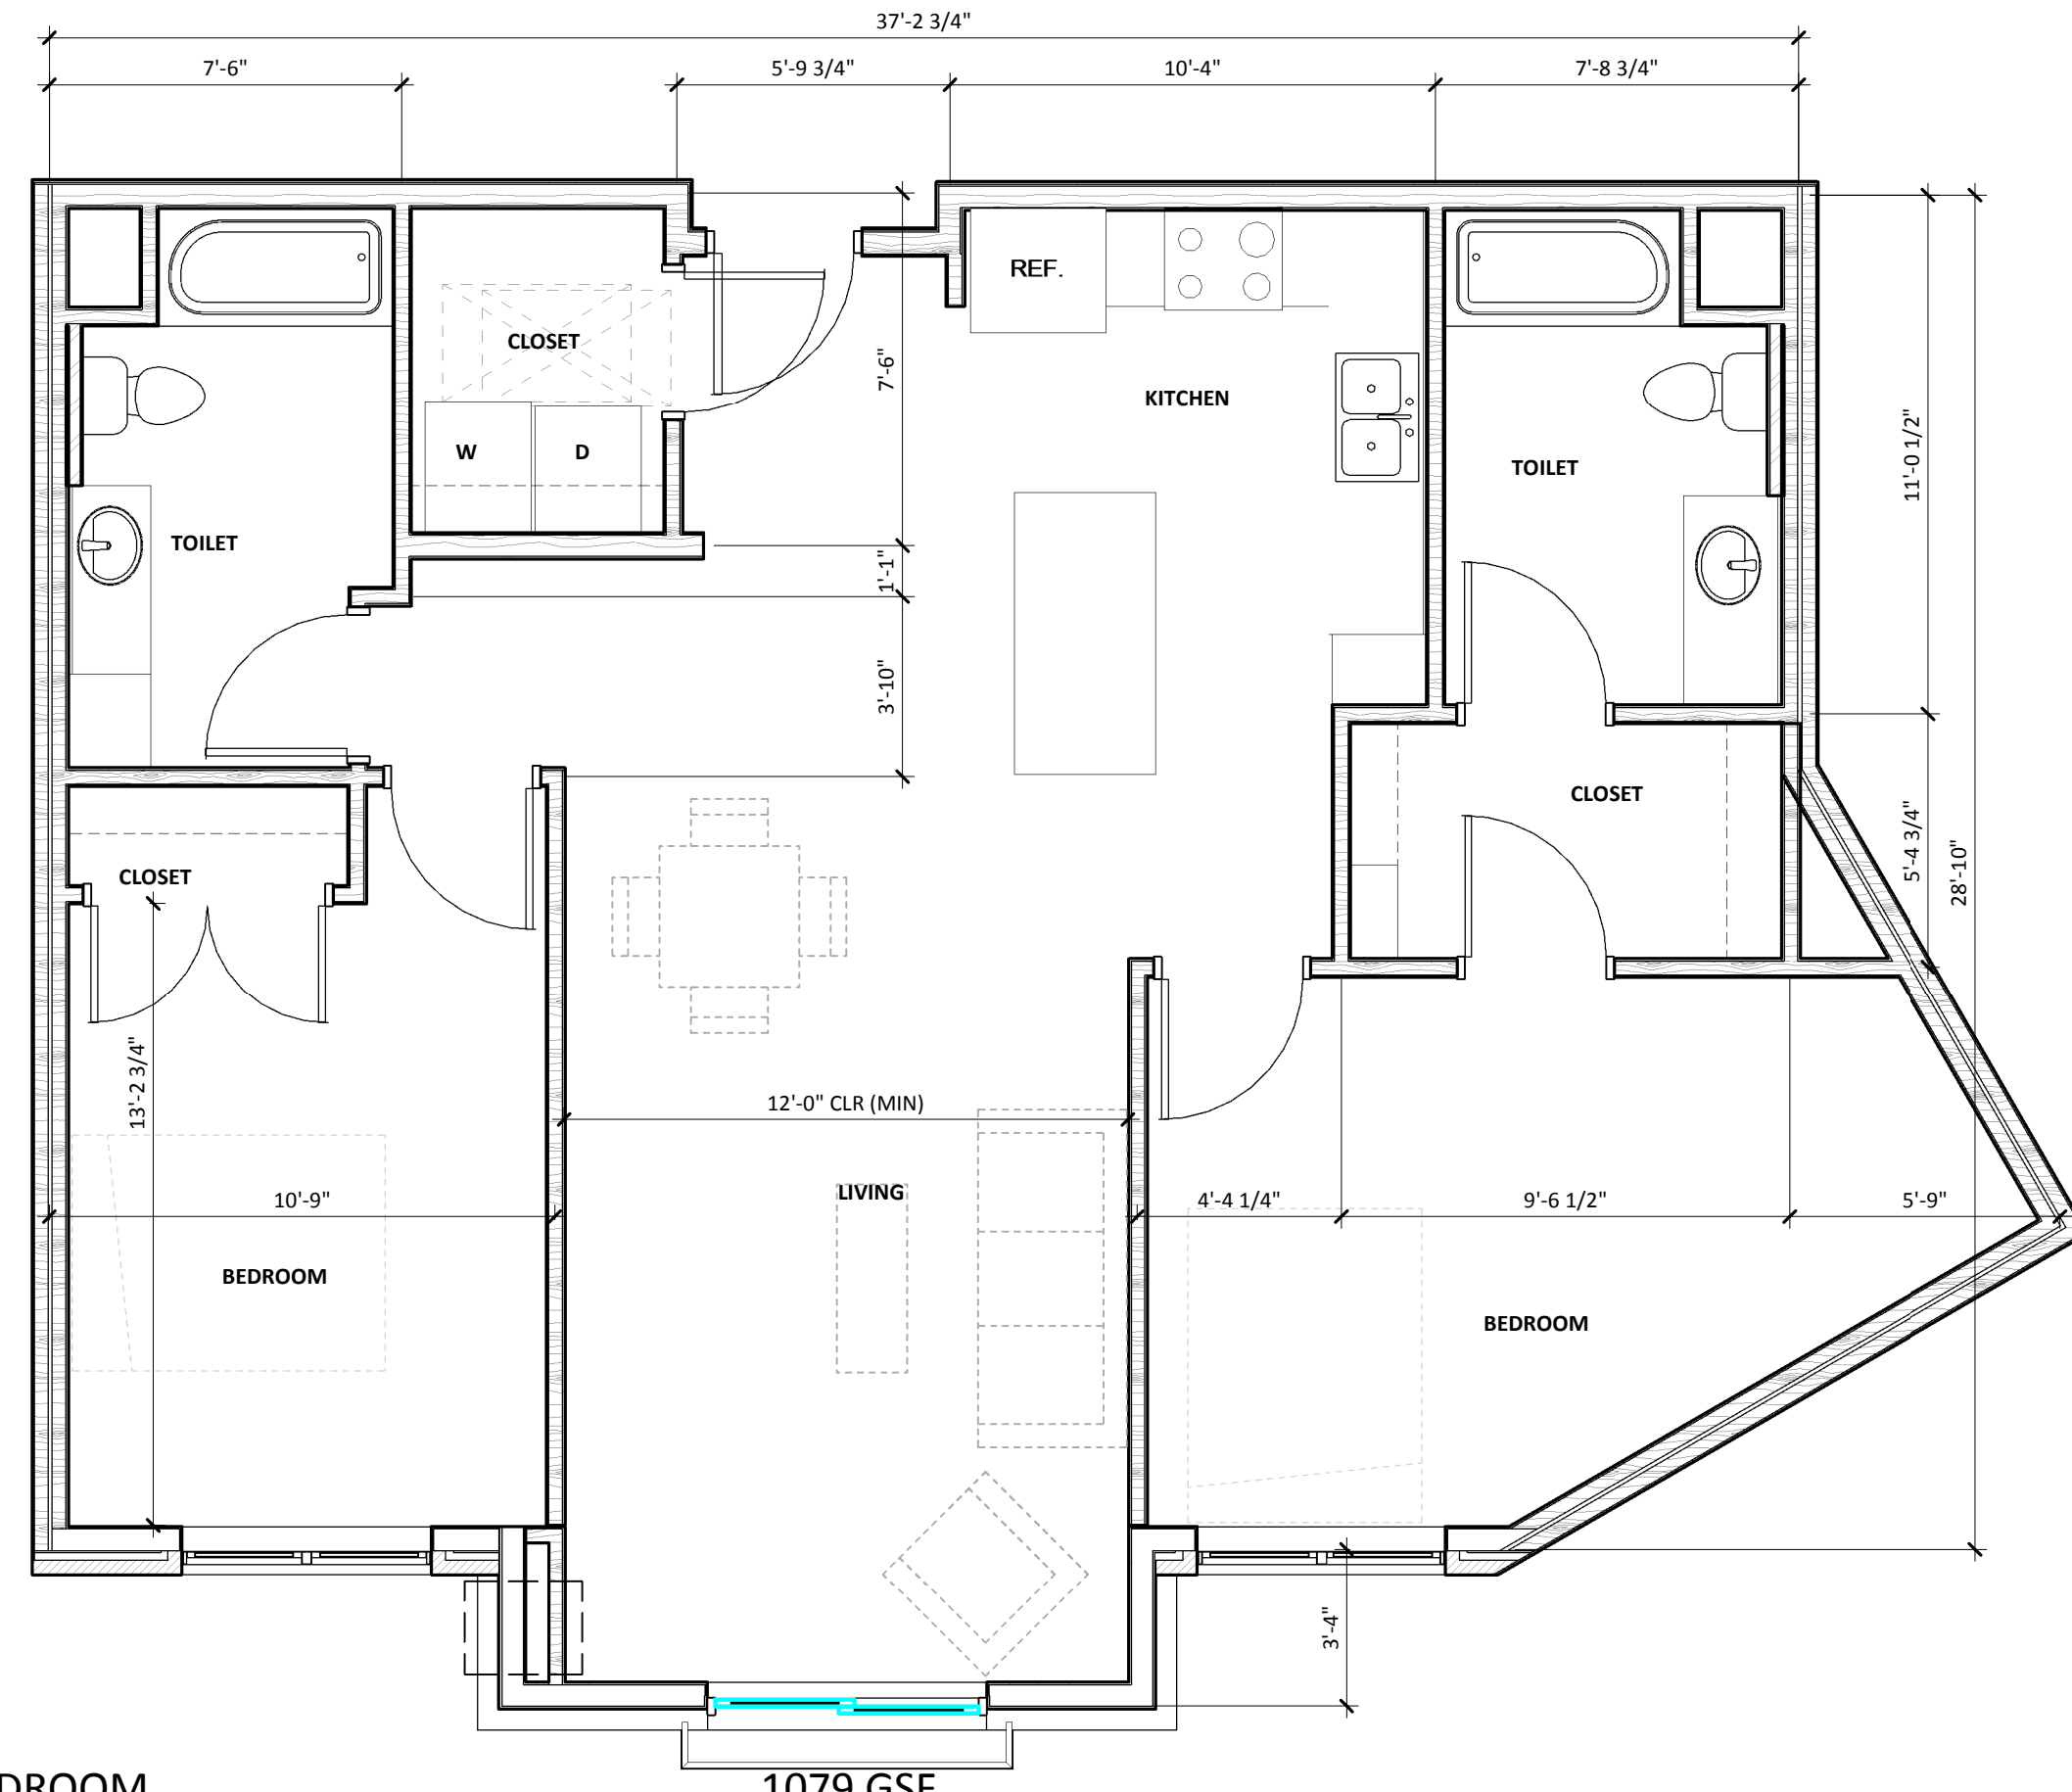 37'-2 3/4"
7'-6"
5'-9 3/4"
10'-4"
7'-8 3/4"
REF.
CLOSET
7'-6"
KITCHEN
W
D
TOILET
11'-0 1/2"
TOILET
1'-1"
3'-10"
CLOSET
5'-4 3/4"
28'-10"
CLOSET
13'-2 3/4"
12'-0" CLR (MIN)
LIVING
10'-9"
4'-4 1/4"
9'-6 1/2"
5'-9"
BEDROOM
BEDROOM
3'-4"
DROOM
1079 GSF